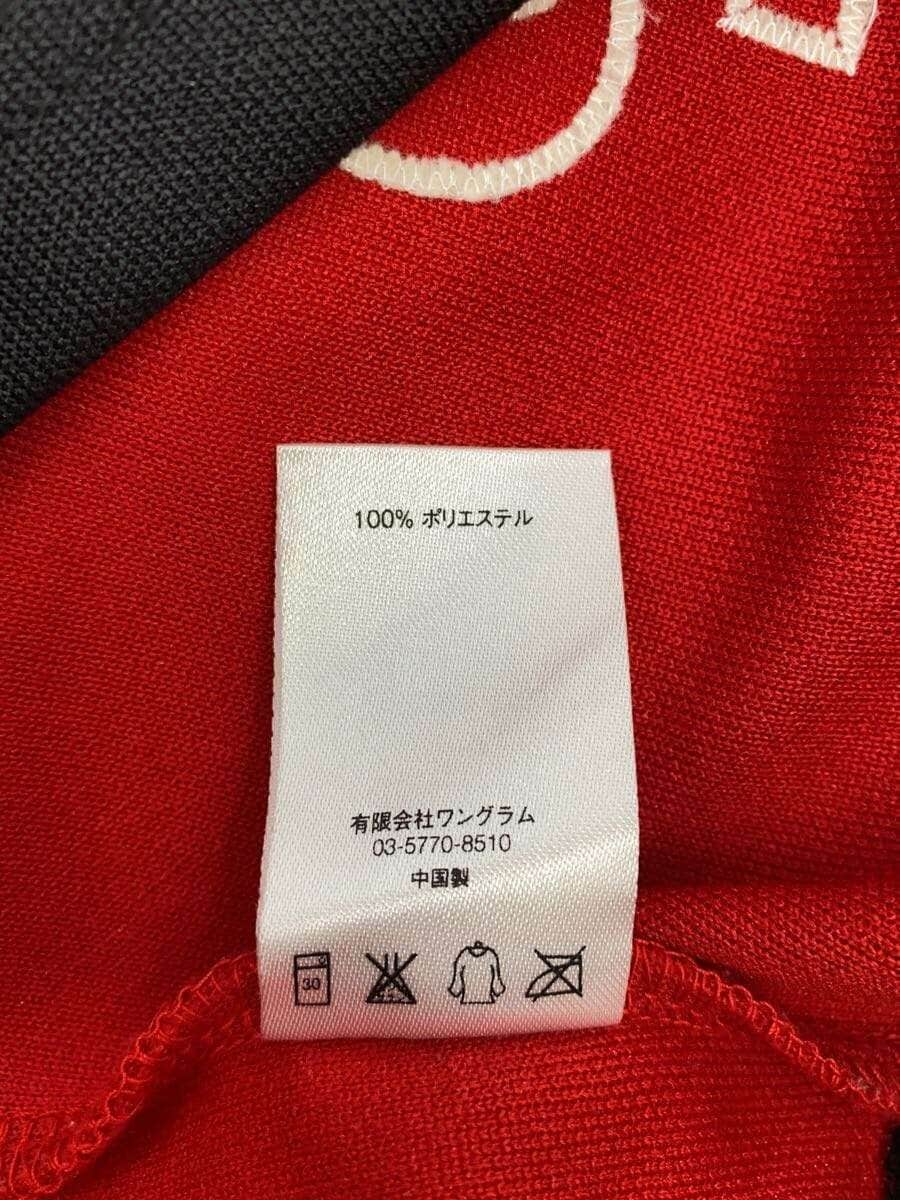 100% ポリエステル
有限会社ワングラム
03-5770-8510
中国製
30